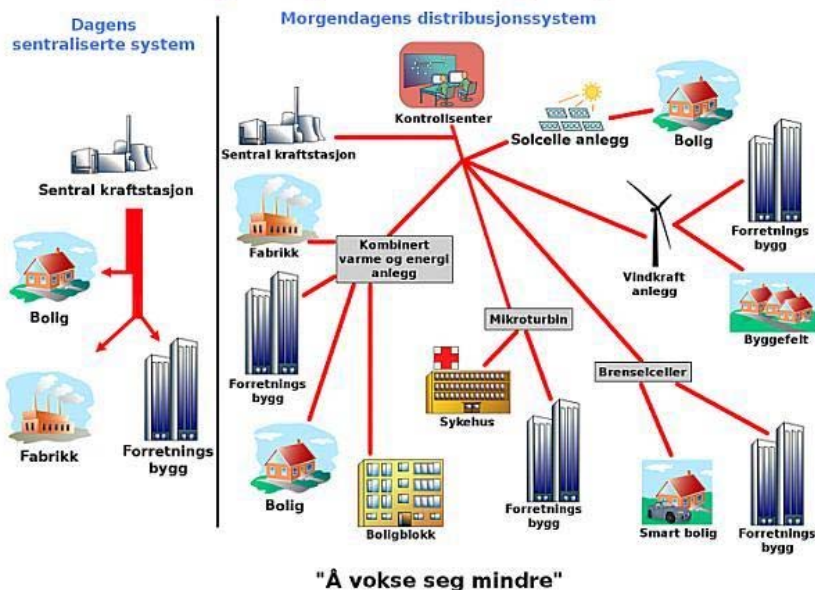 Dagens
sentraliserte system
Sentral kraftstasjon
Bolig
Fabrikk
Forretnings
bygg
Morgendagens distribusjonssystem
Kontrollsenter
Sentral kraftstasjon
Solcelle anlegg
Bolig
Fabrikk
Kombinert
varme og energi
anlegg
Forretnings
bygg
Vindkraft
anlegg
Forretnings
bygg
Byggefelt
Mikroturbin
Brenselceller
Sykehus
Bolig
Boligblokk
Forretnings
bygg
Smart bolig
Forretnings
bygg
"Å vokse seg mindre"